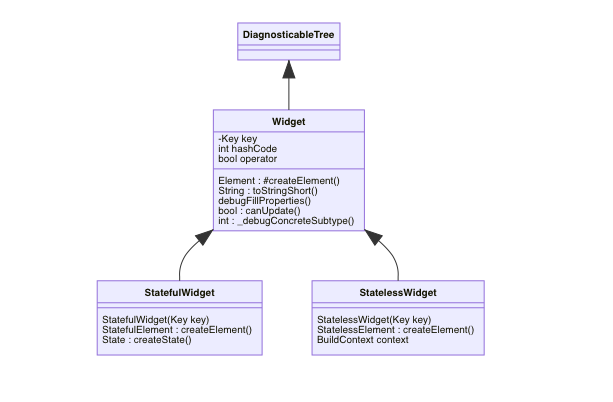 DiagnosticableTree
Widget
-Key key
int hashCode
bool operator
Element : #createElement()
String : toStringShort()
debugFillProperties()
bool : canUpdate()
int : _debugConcreteSubtype()
StatefulWidget
StatefulWidget(Key key)
StatefulElement : createElement()
State : createState()
StatelessWidget
StatelessWidget(Key key)
StatelessElement : createElement()
BuildContext context